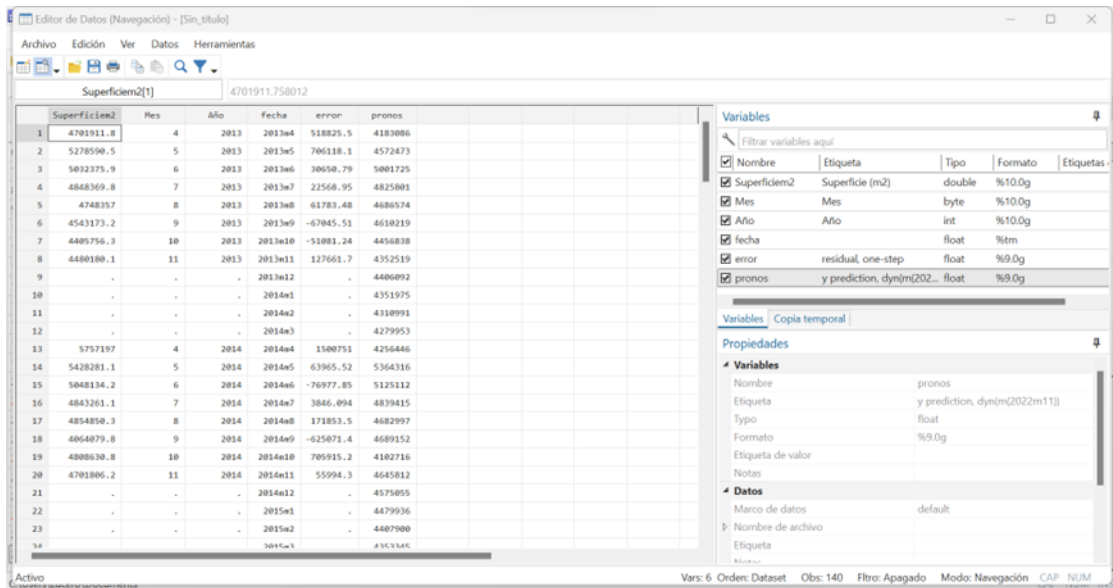 Editor de Datos (Navegación) - [Sin_título]
Archivo Edición Ver Datos Herramientas
Superficiem2[1] 4701911.758012
Superficiem2 Mes Año fecha error pronos
1 4701911.8 4 2013 2013m4 518825.5 4183086
2 5278590.5 5 2013 2013m5 706118.1 4572473
3 5032375.9 6 2013 2013m6 30650.79 5001725
4 4848369.8 7 2013 2013m7 22568.95 4825801
5 4748357 8 2013 2013m8 61783.48 4686574
6 4543173.2 9 2013 2013m9 -67045.51 4610219
7 4405756.3 10 2013 2013m10 -51081.24 4456838
8 4480180.1 11 2013 2013m11 127661.7 4352519
9 . . . 2013m12 . 4406092
10 . . . 2014m1 . 4351975
11 . . . 2014m2 . 4310991
12 . . . 2014m3 . 4279953
13 5757197 4 2014 2014m4 1500751 4256446
14 5428281.1 5 2014 2014m5 63965.52 5364316
15 5048134.2 6 2014 2014m6 -76977.85 5125112
16 4843261.1 7 2014 2014m7 3846.094 4839415
17 4854850.3 8 2014 2014m8 171853.5 4682997
18 4064079.8 9 2014 2014m9 -625071.4 4689152
19 4808630.8 10 2014 2014m10 705915.2 4102716
20 4701806.2 11 2014 2014m11 55994.3 4645812
21 . . . 2014m12 . 4575055
22 . . . 2015m1 . 4479936
23 . . . 2015m2 . 4407900
24 . . . 2015m3 . 4353345
Variables
Filtrar variables aquí
Nombre Etiqueta Tipo Formato Etiquetas
Superficiem2 Superficie (m2) double %10.0g
Mes Mes byte %10.0g
Año Año int %10.0g
fecha float %tm
error residual, one-step float %9.0g
pronos y prediction, dyn(m(202... float %9.0g
Variables Copia temporal
Propiedades
Variables
Nombre pronos
Etiqueta y prediction, dyn(m(2022m11))
Typo float
Formato %9.0g
Etiqueta de valor
Notas
Datos
Marco de datos default
Nombre de archivo
Etiqueta
Notas
Activo Vars: 6 Orden: Dataset Obs: 140 Fltro: Apagado Modo: Navegación CAP NUM